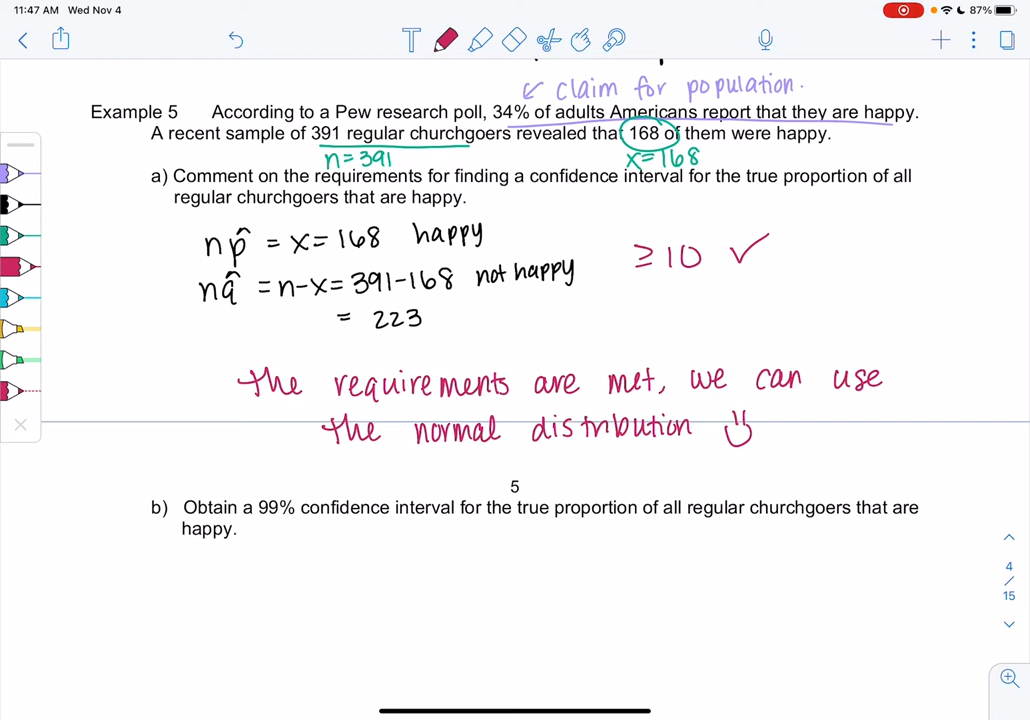 11:47 AM Wed Nov 4
87%
T
claim for population.
Example 5 According to a Pew research poll, 34% of adults Americans report that they are happy.
A recent sample of 391 regular churchgoers revealed that 168 of them were happy.
n=391 x=168
a) Comment on the requirements for finding a confidence interval for the true proportion of all
regular churchgoers that are happy.
np̂ = x = 168 happy
≥ 10 ✓
nq̂ = n-x = 391-168 not happy
= 223
the requirements are met, we can use
the normal distribution
5
b) Obtain a 99% confidence interval for the true proportion of all regular churchgoers that are
happy.
4
/
15